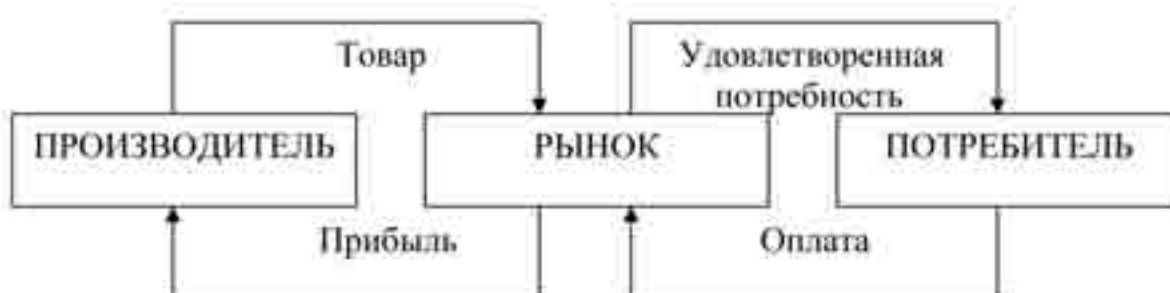 Товар
Удовлетворенная
потребность
ПРОИЗВОДИТЕЛЬ
РЫНОК
ПОТРЕБИТЕЛЬ
Прибыль
Оплата